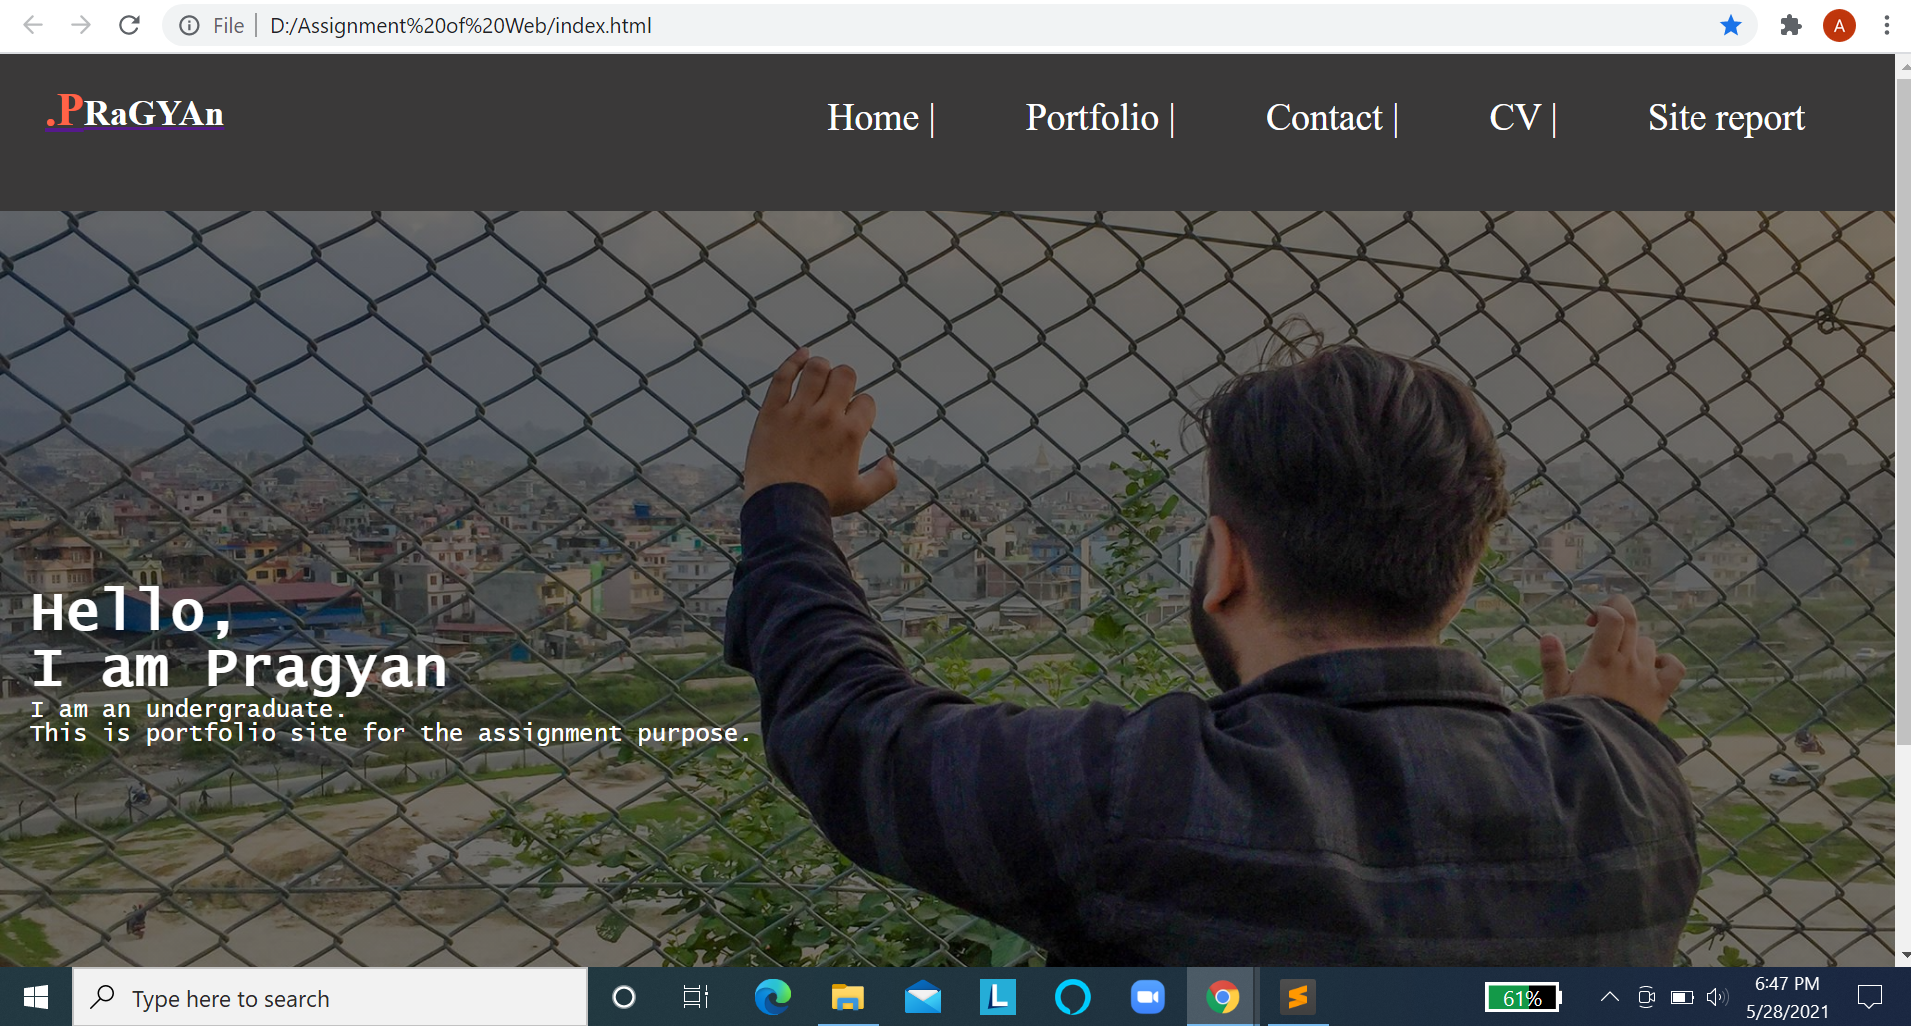 File | D:/Assignment%20of%20Web/index.html
A
.PRaGYAn
Home | Portfolio | Contact | CV | Site report
Hello,
I am Pragyan
I am an undergraduate.
This is portfolio site for the assignment purpose.
Type here to search
L
61%
6:47 PM
5/28/2021